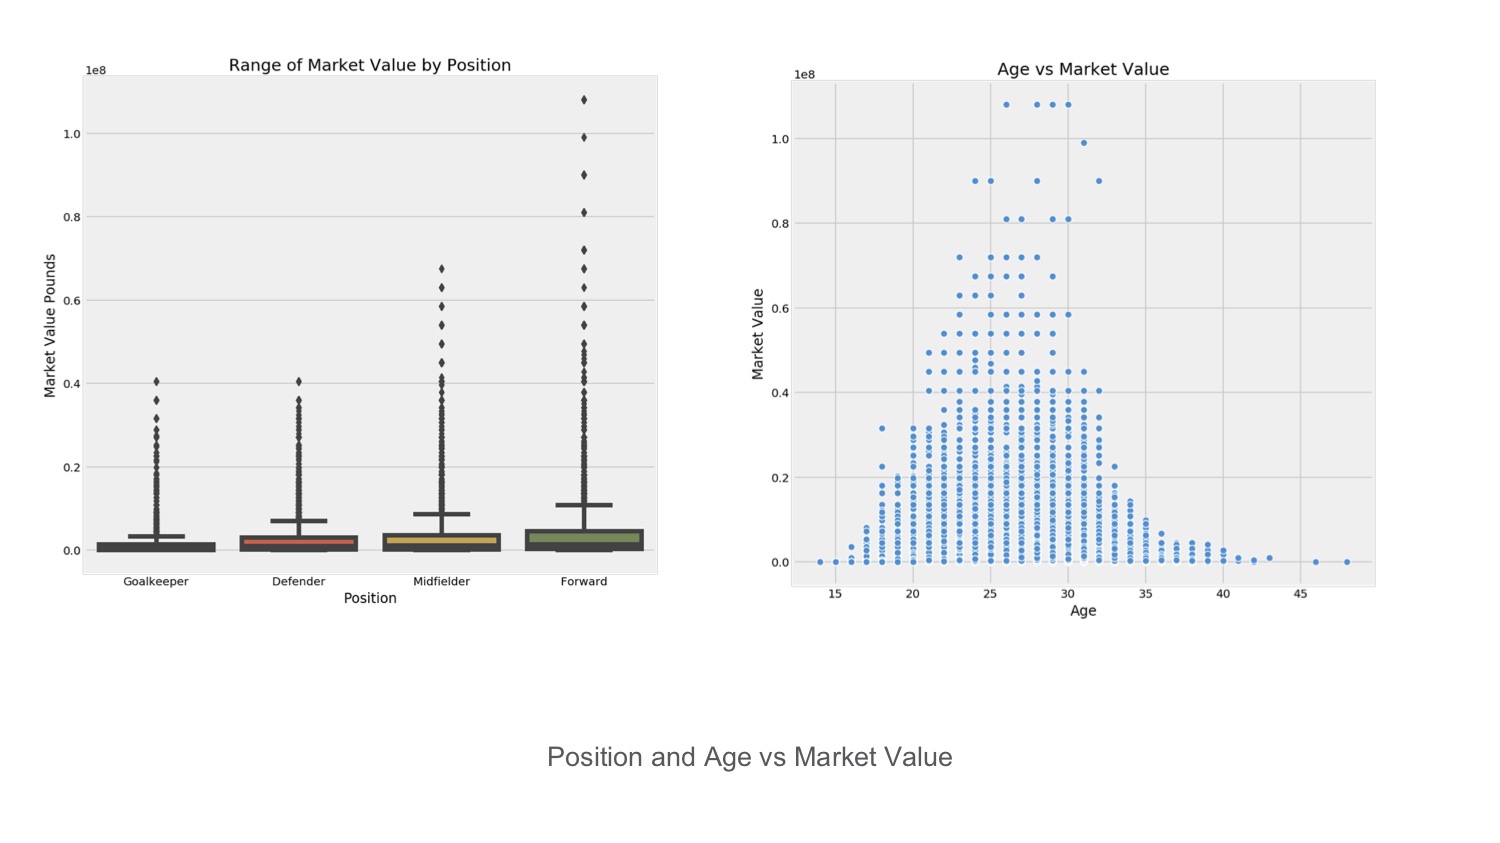 Range of Market Value by Position
1e8
1.0
0.8
0.6
0.4
0.2
0.0
Market Value Pounds
Goalkeeper Defender Midfielder Forward
Position
Age vs Market Value
1e8
1.0
0.8
0.6
0.4
0.2
0.0
Market Value
15 20 25 30 35 40 45
Age
Position and Age vs Market Value